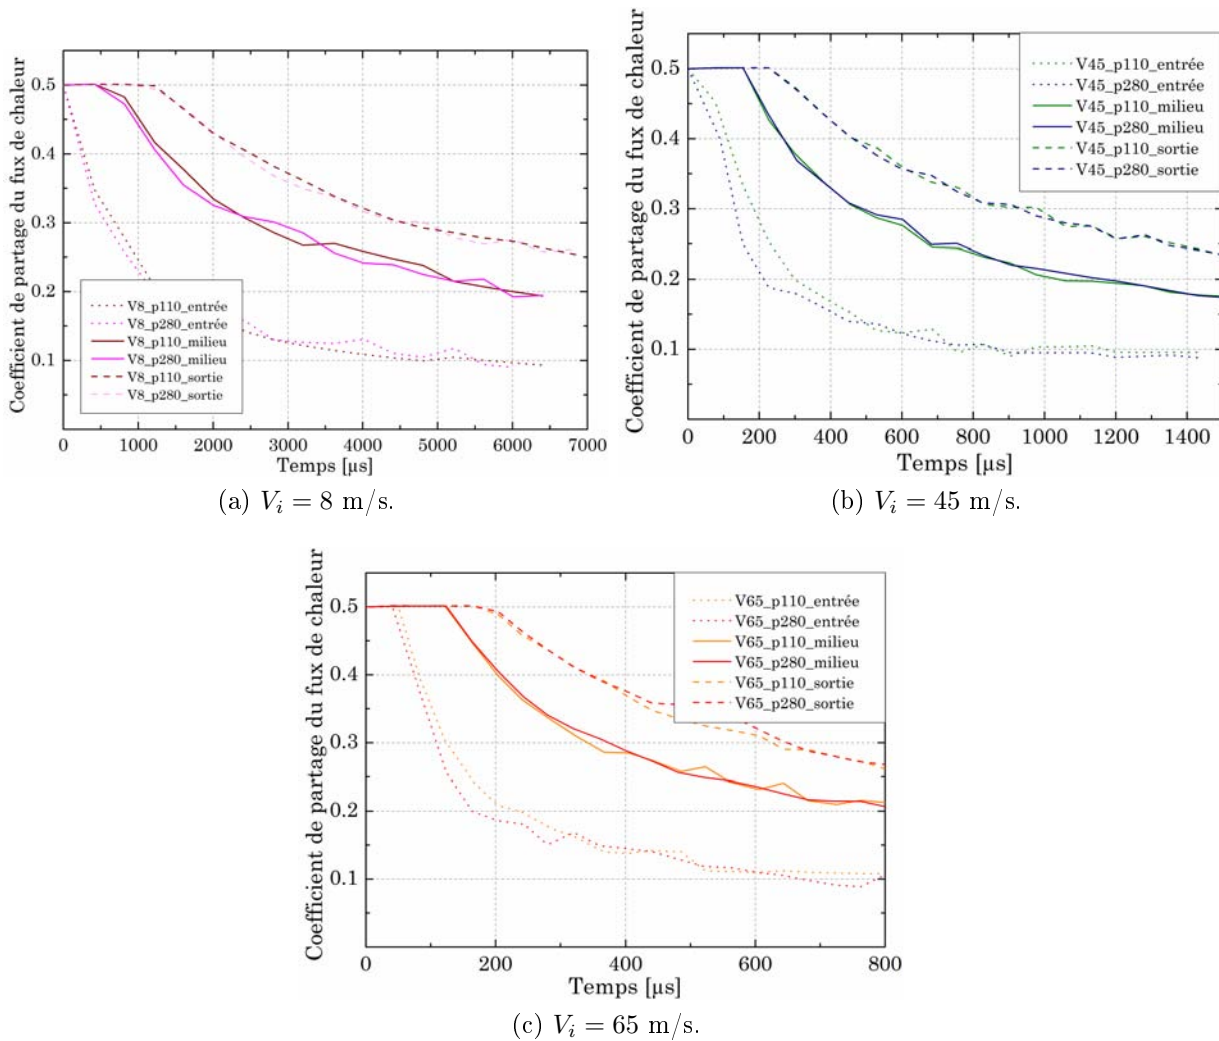 Coefficient de partage du fux de chaleur
0.5
0.4
0.3
0.2
0.1
V8_p110_entrée
V8_p280_entrée
V8_p110_milieu
V8_p280_milieu
V8_p110_sortie
V8_p280_sortie
0 1000 2000 3000 4000 5000 6000 7000
Temps [µs]
(a) V_i = 8 m/s.
Coefficient de partage du fux de chaleur
0.5
0.4
0.3
0.2
0.1
V45_p110_entrée
V45_p280_entrée
V45_p110_milieu
V45_p280_milieu
V45_p110_sortie
V45_p280_sortie
0 200 400 600 800 1000 1200 1400
Temps [µs]
(b) V_i = 45 m/s.
Coefficient de partage du fux de chaleur
0.5
0.4
0.3
0.2
0.1
V65_p110_entrée
V65_p280_entrée
V65_p110_milieu
V65_p280_milieu
V65_p110_sortie
V65_p280_sortie
0 200 400 600 800
Temps [µs]
(c) V_i = 65 m/s.